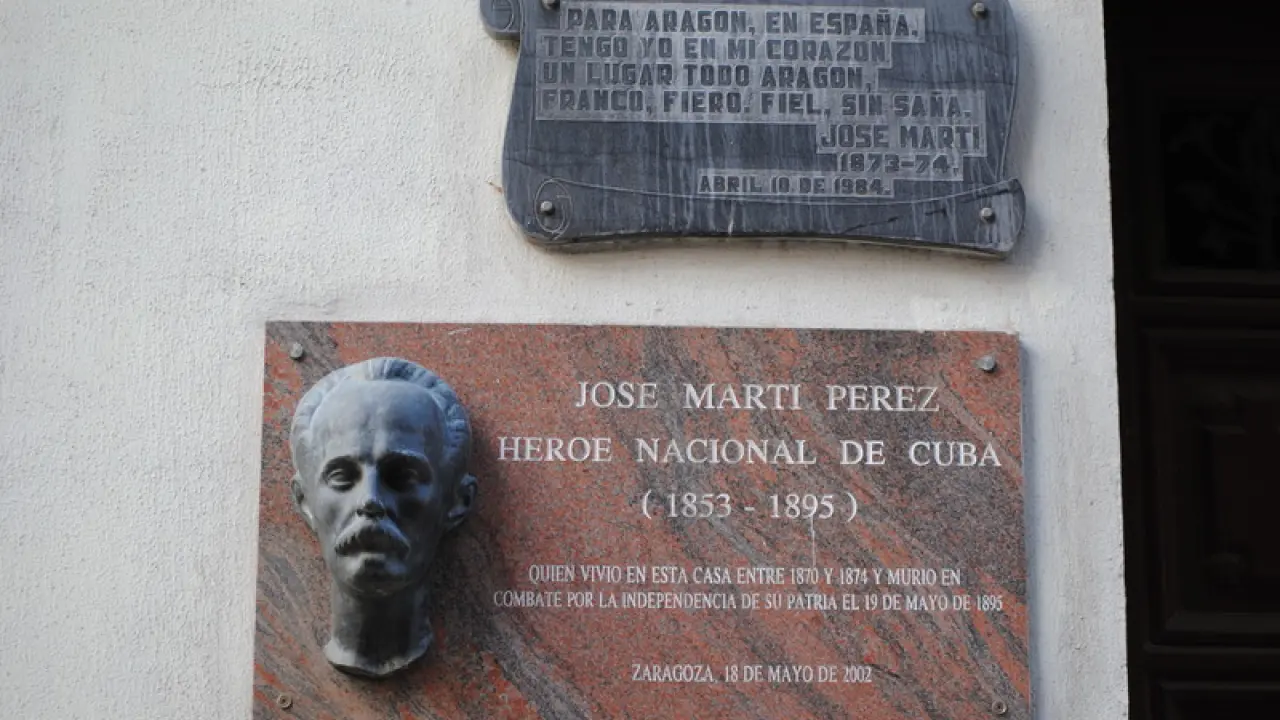 PARA ARAGON, EN ESPAÑA,
TENGO YO EN MI CORAZON
UN LUGAR TODO ARAGON,
FRANCO, FIERO. FIEL, SIN SAÑA.
JOSE MARTI
1873-74.
ABRIL 10 DE 1984.
JOSE MARTI PEREZ
HEROE NACIONAL DE CUBA
( 1853 - 1895 )
QUIEN VIVIO EN ESTA CASA ENTRE 1870 Y 1874 Y MURIO EN
COMBATE POR LA INDEPENDENCIA DE SU PATRIA EL 19 DE MAYO DE 1895
ZARAGOZA, 18 DE MAYO DE 2002